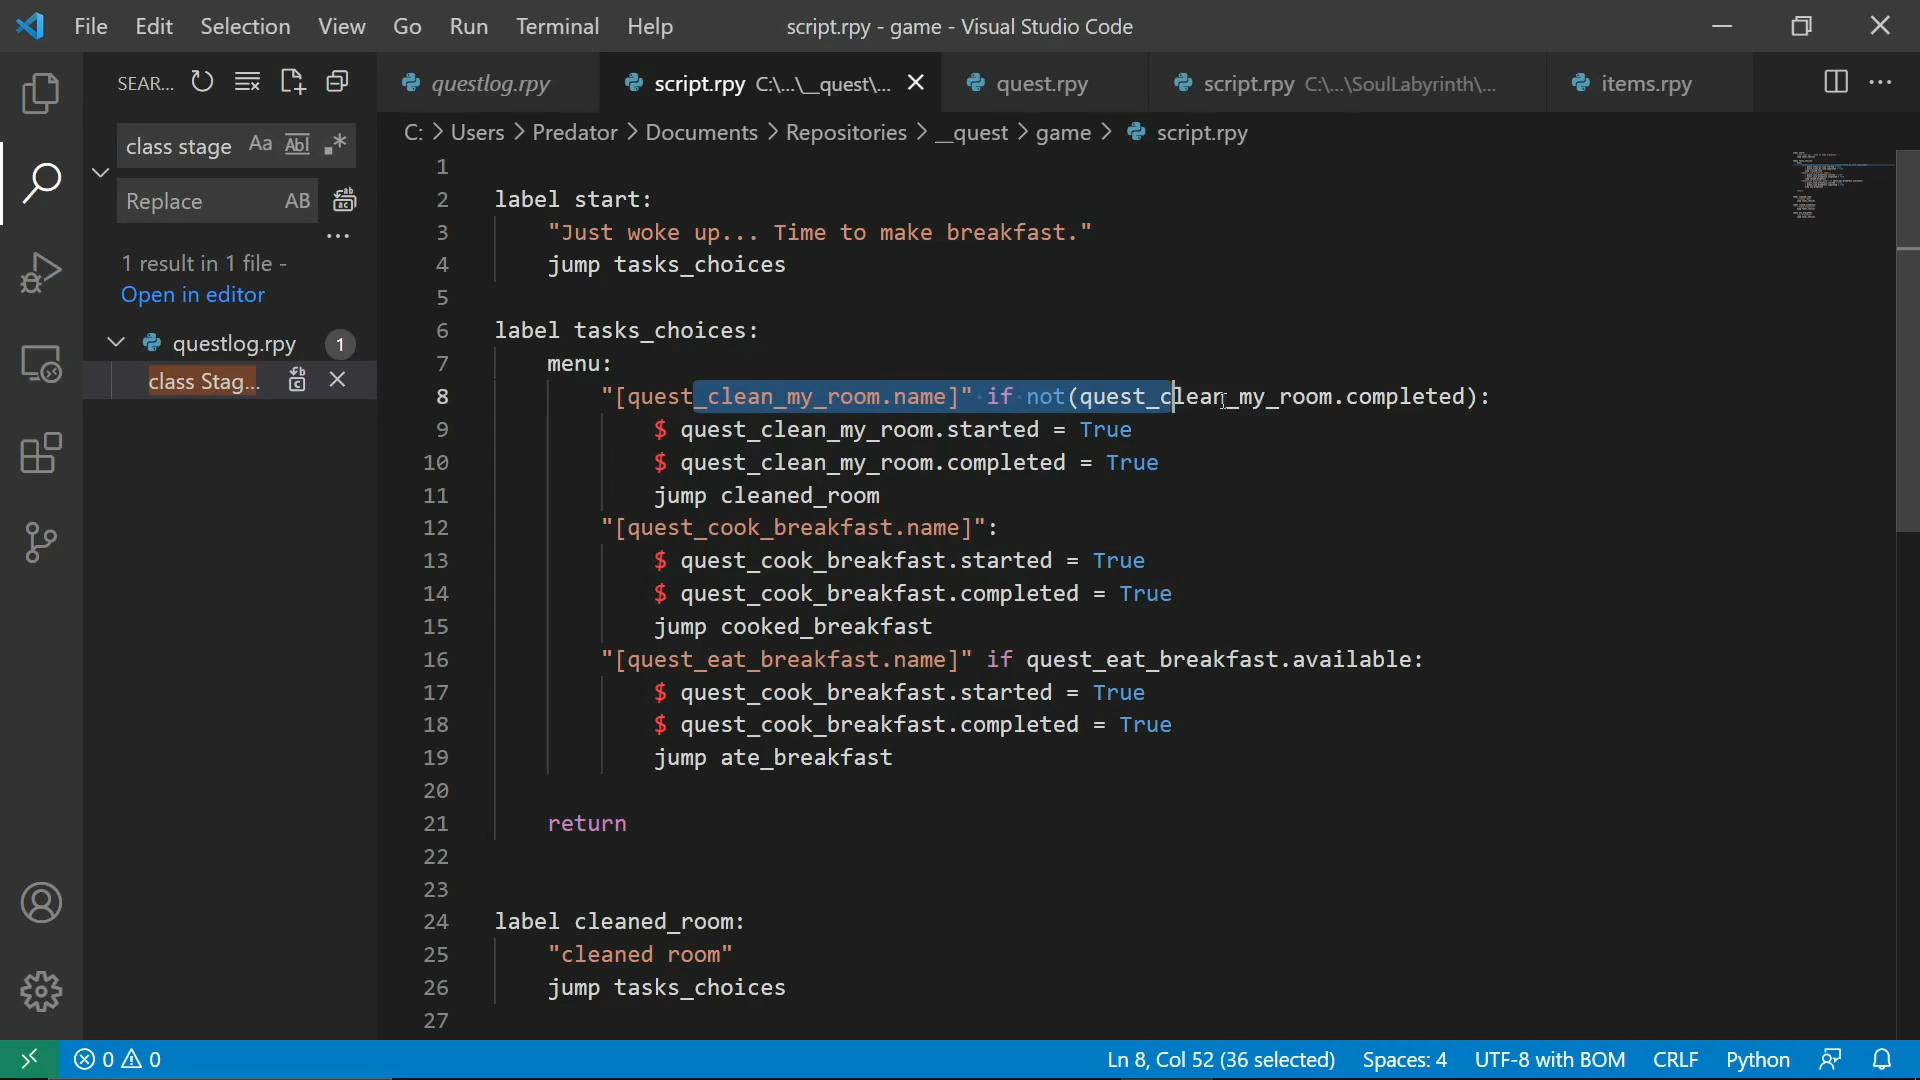 File Edit Selection View Go Run Terminal Help script.rpy - game - Visual Studio Code
SEAR...
questlog.rpy script.rpy C:\...\__quest\... quest.rpy script.rpy C:\...\SoulLabyrinth\... items.rpy
class stage Aa Abl .*
Replace AB
1 result in 1 file -
Open in editor
questlog.rpy 1
class Stag...
C: > Users > Predator > Documents > Repositories > __quest > game > script.rpy
1
2 label start:
3 "Just woke up... Time to make breakfast."
4 jump tasks_choices
5
6 label tasks_choices:
7 menu:
8 "[quest_clean_my_room.name]" if not(quest_clean_my_room.completed):
9 $ quest_clean_my_room.started = True
10 $ quest_clean_my_room.completed = True
11 jump cleaned_room
12 "[quest_cook_breakfast.name]":
13 $ quest_cook_breakfast.started = True
14 $ quest_cook_breakfast.completed = True
15 jump cooked_breakfast
16 "[quest_eat_breakfast.name]" if quest_eat_breakfast.available:
17 $ quest_cook_breakfast.started = True
18 $ quest_cook_breakfast.completed = True
19 jump ate_breakfast
20
21 return
22
23
24 label cleaned_room:
25 "cleaned room"
26 jump tasks_choices
27
0 0 Ln 8, Col 52 (36 selected) Spaces: 4 UTF-8 with BOM CRLF Python